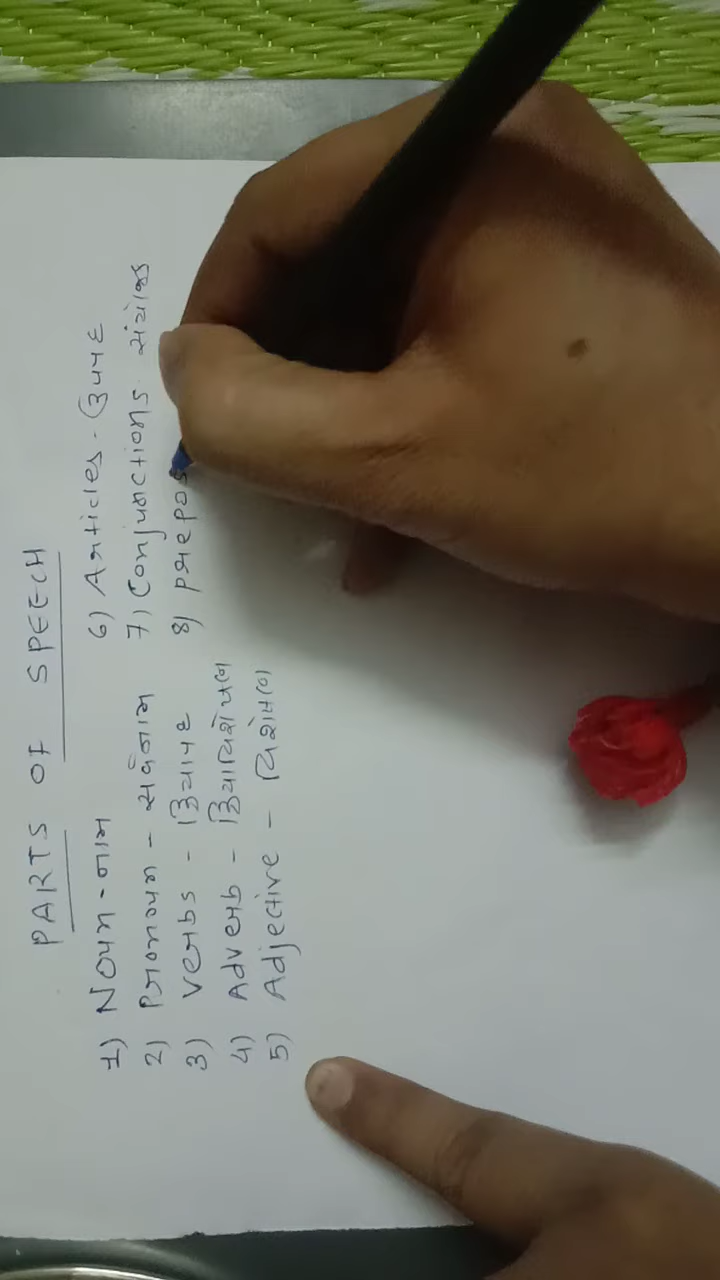 PARTS OF SPEECH
1) Noun - નામ
2) Pronoun - સર્વનામ
3) Verbs - ક્રિયાપદ
4) Adverb - ક્રિયાવિશેષણ
5) Adjective - વિશેષણ
6) Articles - ઉપપદ
7) Conjunctions સંયોજક
8) Prepos